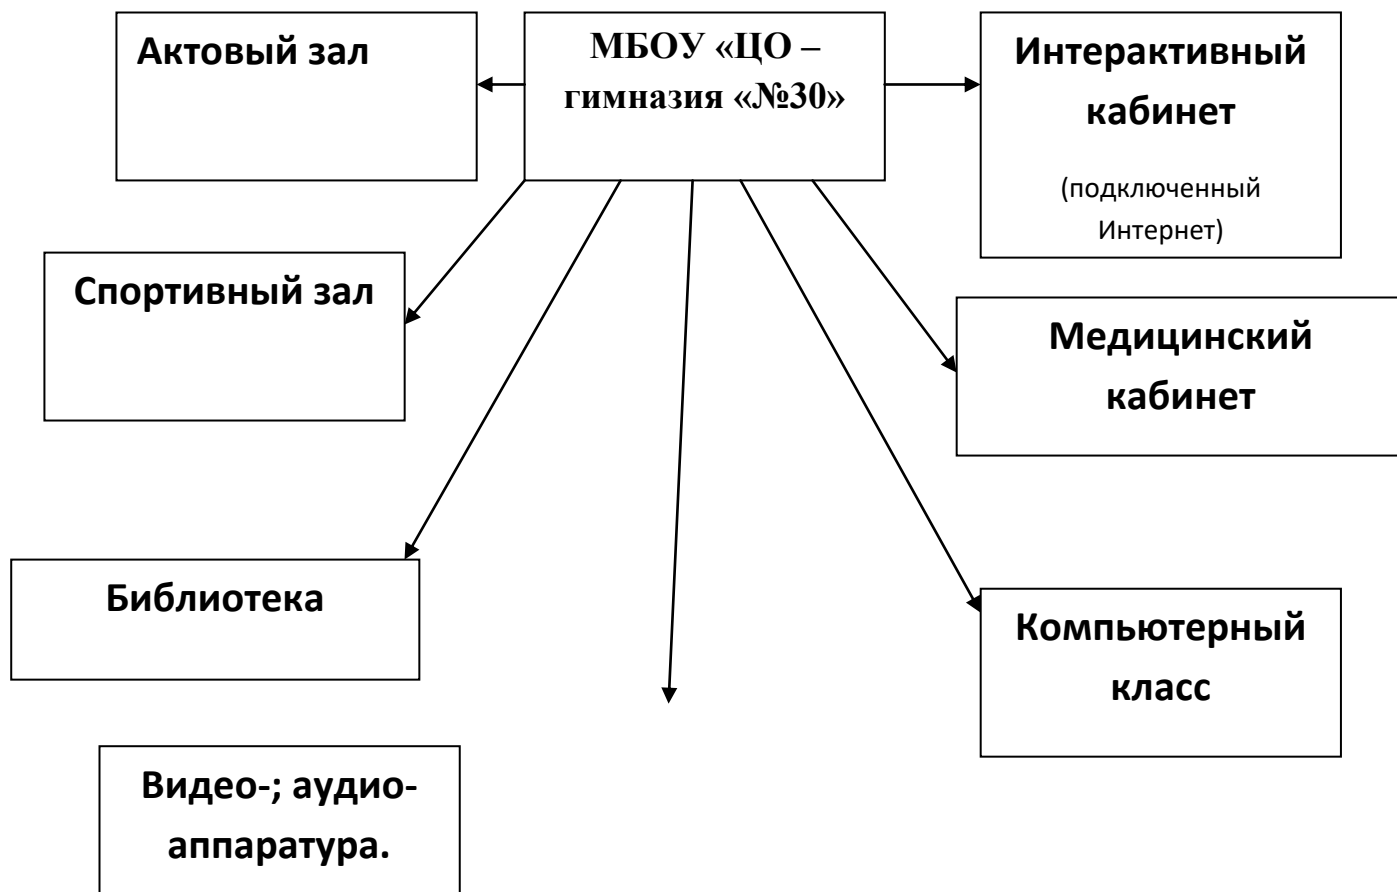 Актовый зал
МБОУ «ЦО –
гимназия «№30»
Интерактивный
кабинет
(подключенный
Интернет)
Спортивный зал
Медицинский
кабинет
Библиотека
Компьютерный
класс
Видео-; аудио-
аппаратура.